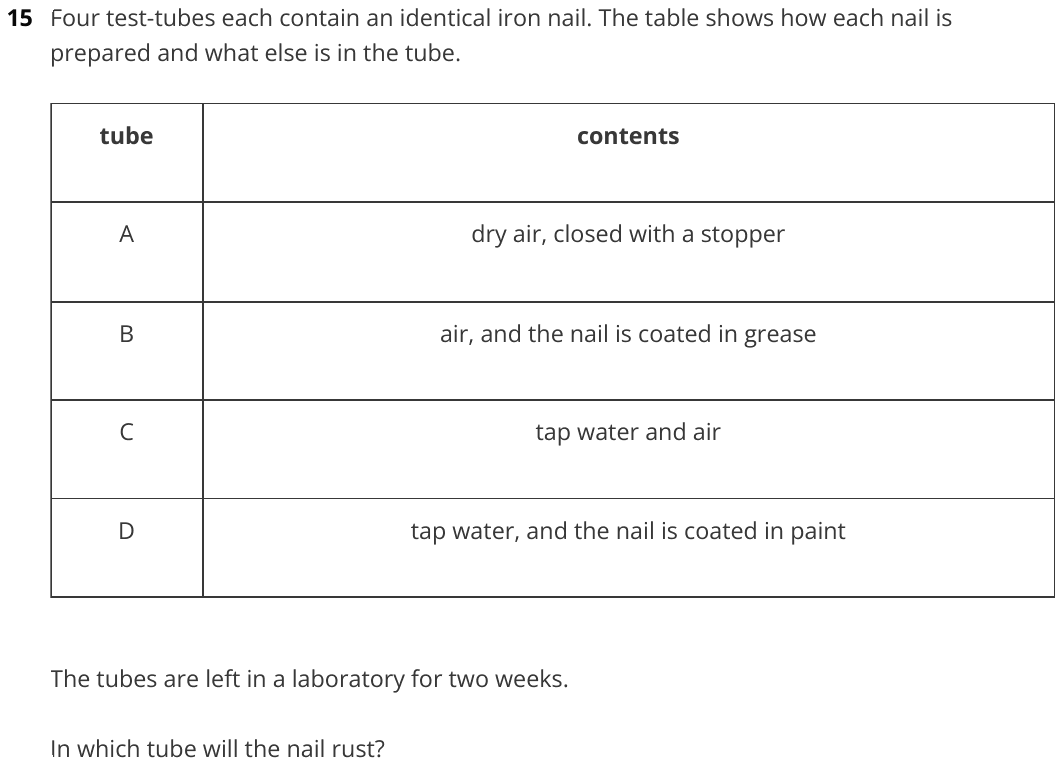 15 Four test-tubes each contain an identical iron nail. The table shows how each nail is
prepared and what else is in the tube.
tube contents
A dry air, closed with a stopper
B air, and the nail is coated in grease
C tap water and air
D tap water, and the nail is coated in paint
The tubes are left in a laboratory for two weeks.
In which tube will the nail rust?